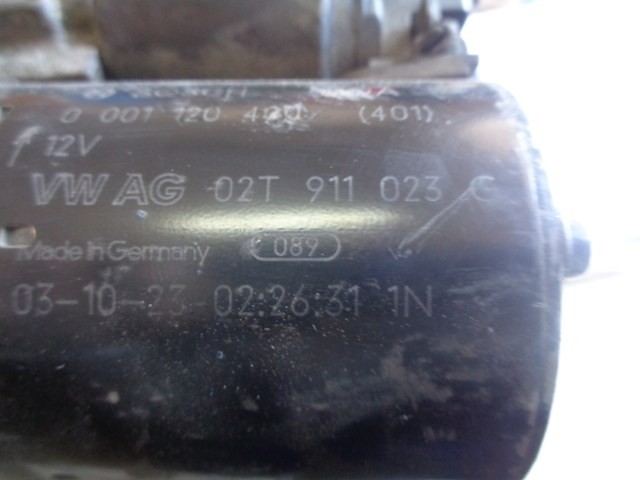 0 001 120 400 (401)
12V
VW AG 02T 911 023 C
Made in Germany 089
03-10-23 02:26:31 1N